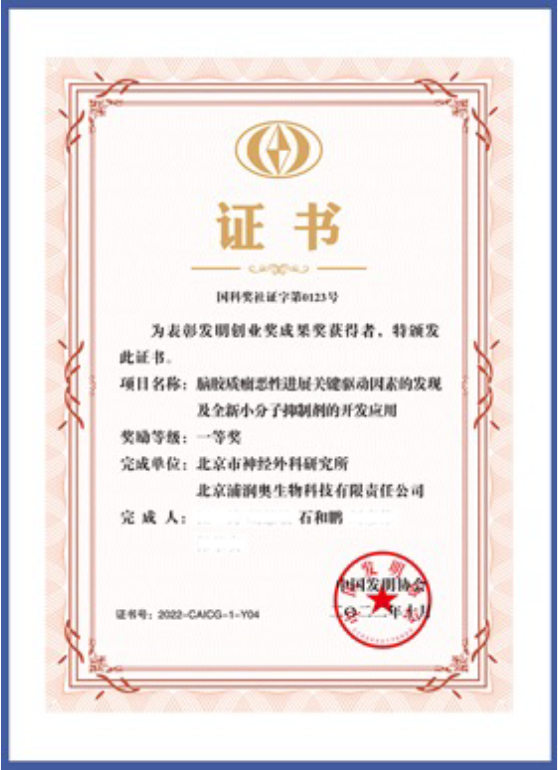 证书
国科奖社证字第0123号
为表彰发明创业奖成果奖获得者，特颁发
此证书。
项目名称：脑胶质瘤恶性进展关键驱动因素的发现
及全新小分子抑制剂的开发应用
奖励等级：一等奖
完成单位：北京市神经外科研究所
北京浦润奥生物科技有限责任公司
完成人：石和鹏
中国发明协会
证书号：2022-CAICG-1-Y04
二〇二二年十月